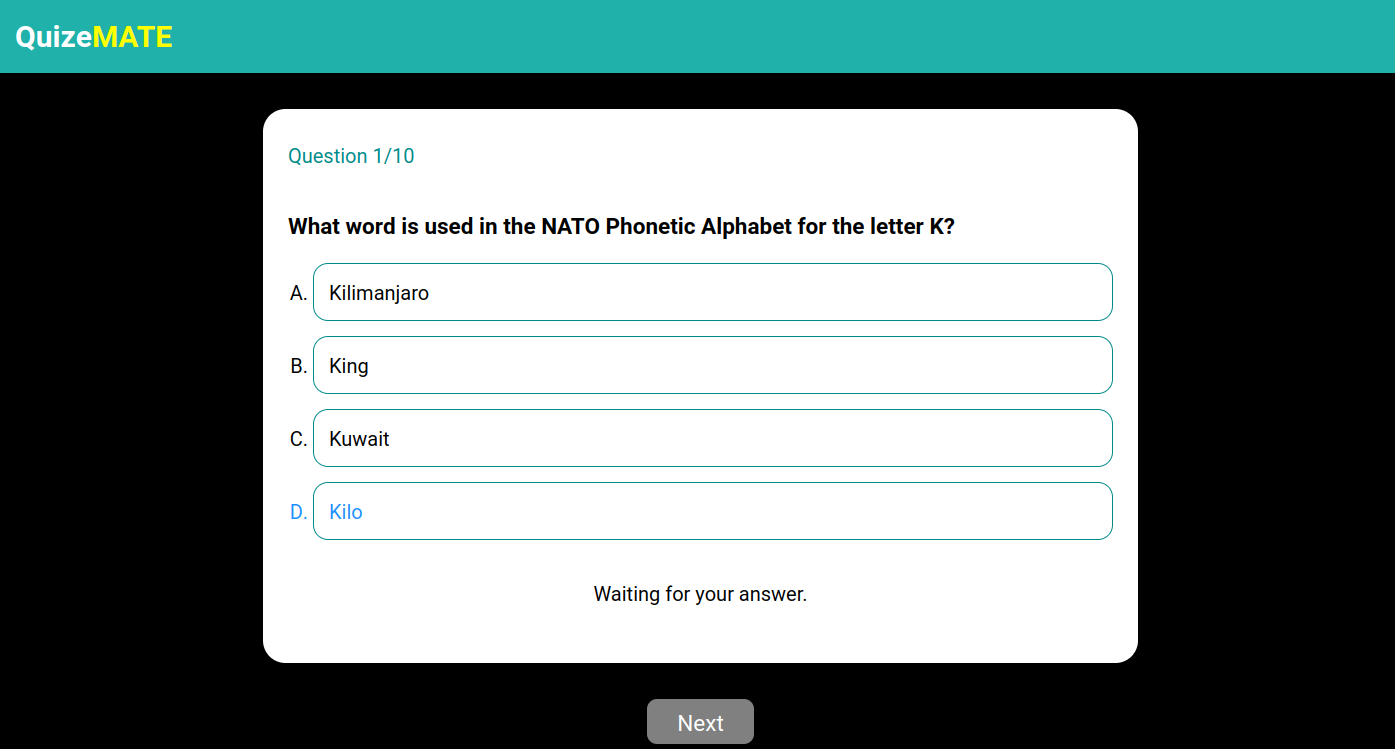 QuizeMATE
Question 1/10
What word is used in the NATO Phonetic Alphabet for the letter K?
A. Kilimanjaro
B. King
C. Kuwait
D. Kilo
Waiting for your answer.
Next